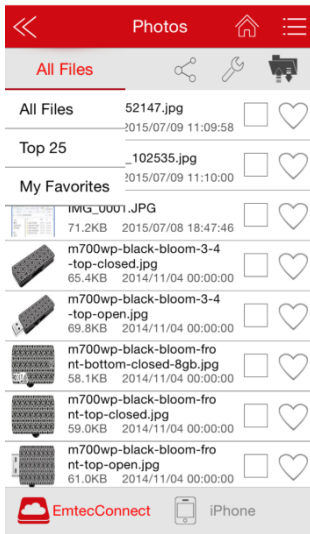 Photos
All Files
All Files
Top 25
My Favorites
52147.jpg
2015/07/09 11:09:58
_102535.jpg
2015/07/09 11:10:00
IMG_0001.JPG
71.2KB 2015/07/08 18:47:46
m700wp-black-bloom-3-4
-top-closed.jpg
65.4KB 2014/11/04 00:00:00
m700wp-black-bloom-3-4
-top-open.jpg
69.8KB 2014/11/04 00:00:00
m700wp-black-bloom-fro
nt-bottom-closed-8gb.jpg
58.1KB 2014/11/04 00:00:00
m700wp-black-bloom-fro
nt-top-closed.jpg
59.0KB 2014/11/04 00:00:00
m700wp-black-bloom-fro
nt-top-open.jpg
61.0KB 2014/11/04 00:00:00
EmtecConnect
iPhone